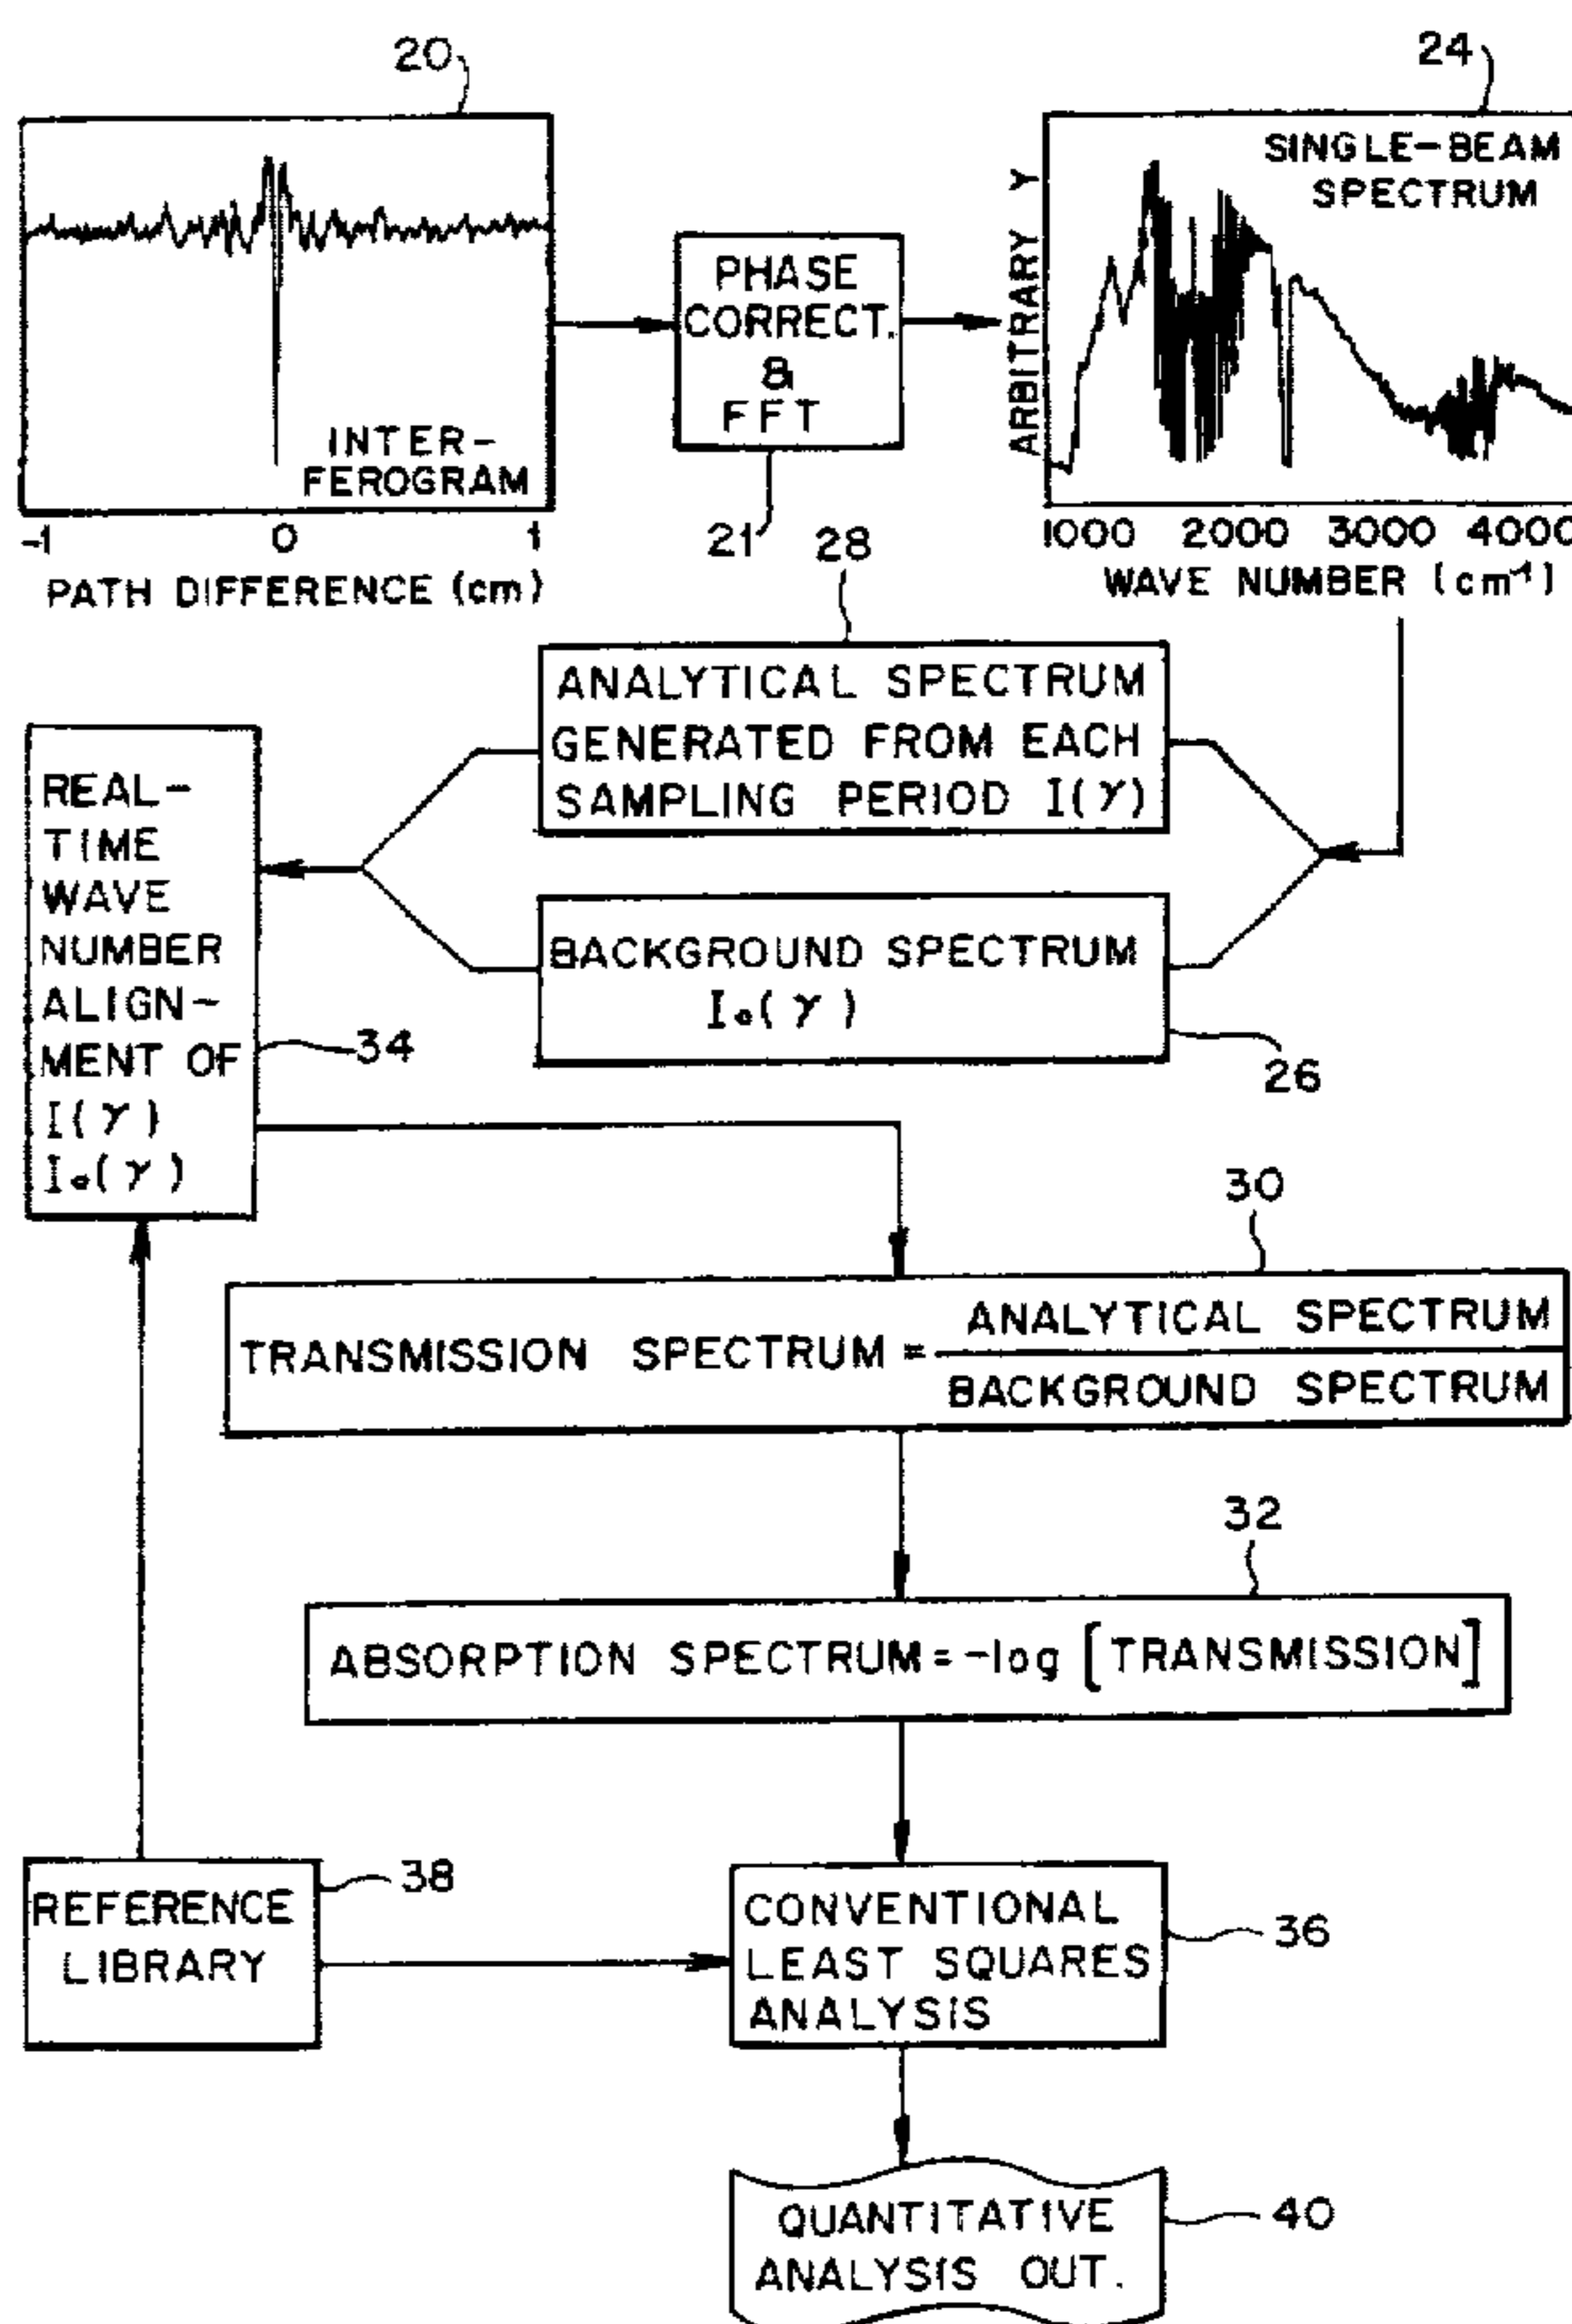 20
24
SINGLE-BEAM
SPECTRUM
ARBITRARY Y
PHASE
CORRECT.
&
FFT
INTER-
FEROGRAM
-1 0 1
PATH DIFFERENCE (cm)
21
28
1000 2000 3000 4000
WAVE NUMBER (cm⁻¹)
ANALYTICAL SPECTRUM
GENERATED FROM EACH
SAMPLING PERIOD I(γ)
REAL-
TIME
WAVE
NUMBER
ALIGN-
MENT OF
I(γ)
I₀(γ)
34
BACKGROUND SPECTRUM
I₀(γ)
26
30
TRANSMISSION SPECTRUM = ANALYTICAL SPECTRUM
BACKGROUND SPECTRUM
32
ABSORPTION SPECTRUM = -log [TRANSMISSION]
REFERENCE
LIBRARY
38
CONVENTIONAL
LEAST SQUARES
ANALYSIS
36
QUANTITATIVE
ANALYSIS OUT.
40